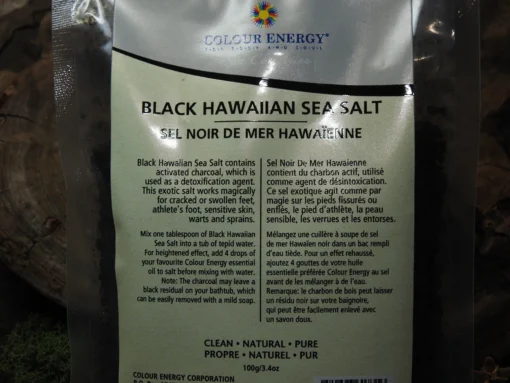 COLOUR ENERGY®
BLACK HAWAIIAN SEA SALT
SEL NOIR DE MER HAWAÏENNE
Black Hawaiian Sea Salt contains
activated charcoal, which is
used as a detoxification agent.
This exotic salt works magically
for cracked or swollen feet,
athlete's foot, sensitive skin,
warts and sprains.
Mix one tablespoon of Black Hawaiian
Sea Salt into a tub of tepid water.
For heightened effect, add 4 drops of
your favourite Colour Energy essential
oil to salt before mixing with water.
Note: The charcoal may leave a
black residual on your bathtub, which
can be easily removed with a mild soap.
Sel Noir De Mer Hawaienne
contient du charbon actif, utilisé
comme agent de désintoxication.
Ce sel exotique agit comme par
magie sur les pieds fissurés ou
enflés, le pied d'athlète, la peau
sensible, les verrues et les entorses.
Mélangez une cuillère à soupe de sel
de mer Hawaïen noir dans un bac rempli
d'eau tiède. Pour un effet rehaussé,
ajoutez 4 gouttes de votre huile
essentielle préférée Colour Energy au sel
avant de les mélanger à de l'eau.
Remarque: le charbon de bois peut laisser
un résidu noir sur votre baignoire,
qui peut être facilement enlevé avec
un savon doux.
CLEAN • NATURAL • PURE
PROPRE • NATUREL • PUR
100g/3.4oz
COLOUR ENERGY CORPORATION